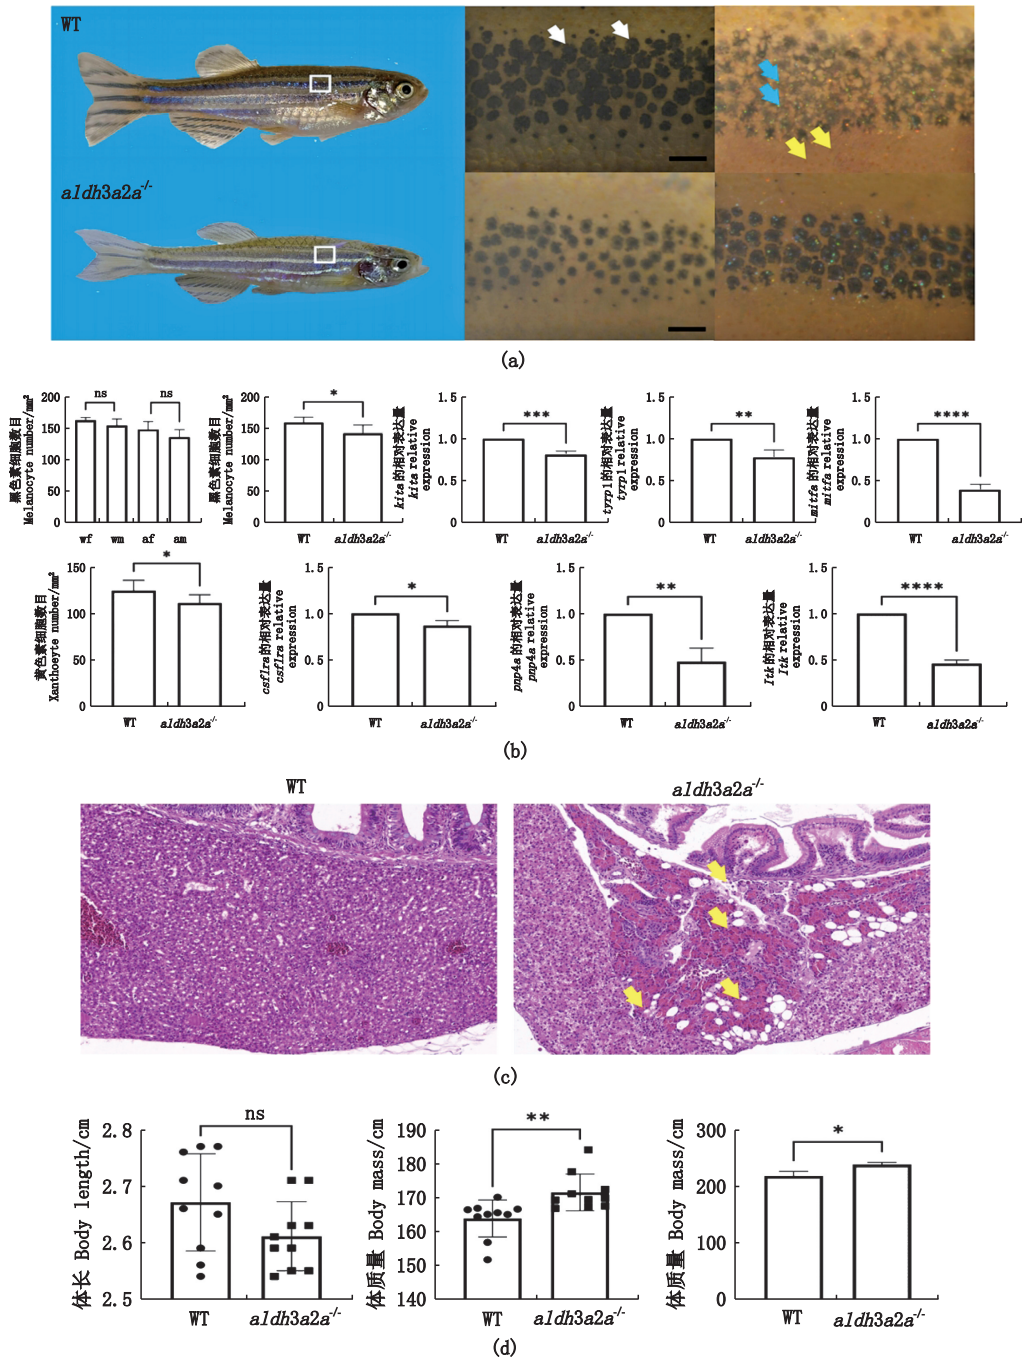 WT
aldh3a2a-/-
(a)
黑色素细胞数目
Melanocyte number/mm²
200
150
100
50
0
ns
ns
wf
wm
af
am
黑色素细胞数目
Melanocyte number/mm²
200
150
100
50
0
*
WT
aldh3a2a-/-
kita的相对表达量
kita relative
expression
1.5
1.0
0.5
0
***
WT
aldh3a2a-/-
tyrp1的相对表达量
tyrp1 relative
expression
1.5
1.0
0.5
0
**
WT
aldh3a2a-/-
mitfa的相对表达量
mitfa relative
expression
1.5
1.0
0.5
0
****
WT
aldh3a2a-/-
黄色素细胞数目
Xanthocyte number/mm²
150
100
50
0
*
WT
aldh3a2a-/-
csf1ra的相对表达量
csf1ra relative
expression
1.5
1.0
0.5
0
*
WT
aldh3a2a-/-
pnp4a的相对表达量
pnp4a relative
expression
1.5
1.0
0.5
0
**
WT
aldh3a2a-/-
ltk的相对表达量
ltk relative
expression
1.5
1.0
0.5
0
****
WT
aldh3a2a-/-
(b)
WT
aldh3a2a-/-
(c)
体长 Body length/cm
2.8
2.7
2.6
2.5
ns
WT
aldh3a2a-/-
体质量 Body mass/cm
190
180
170
160
150
140
**
WT
aldh3a2a-/-
体质量 Body mass/cm
300
200
100
0
*
WT
aldh3a2a-/-
(d)